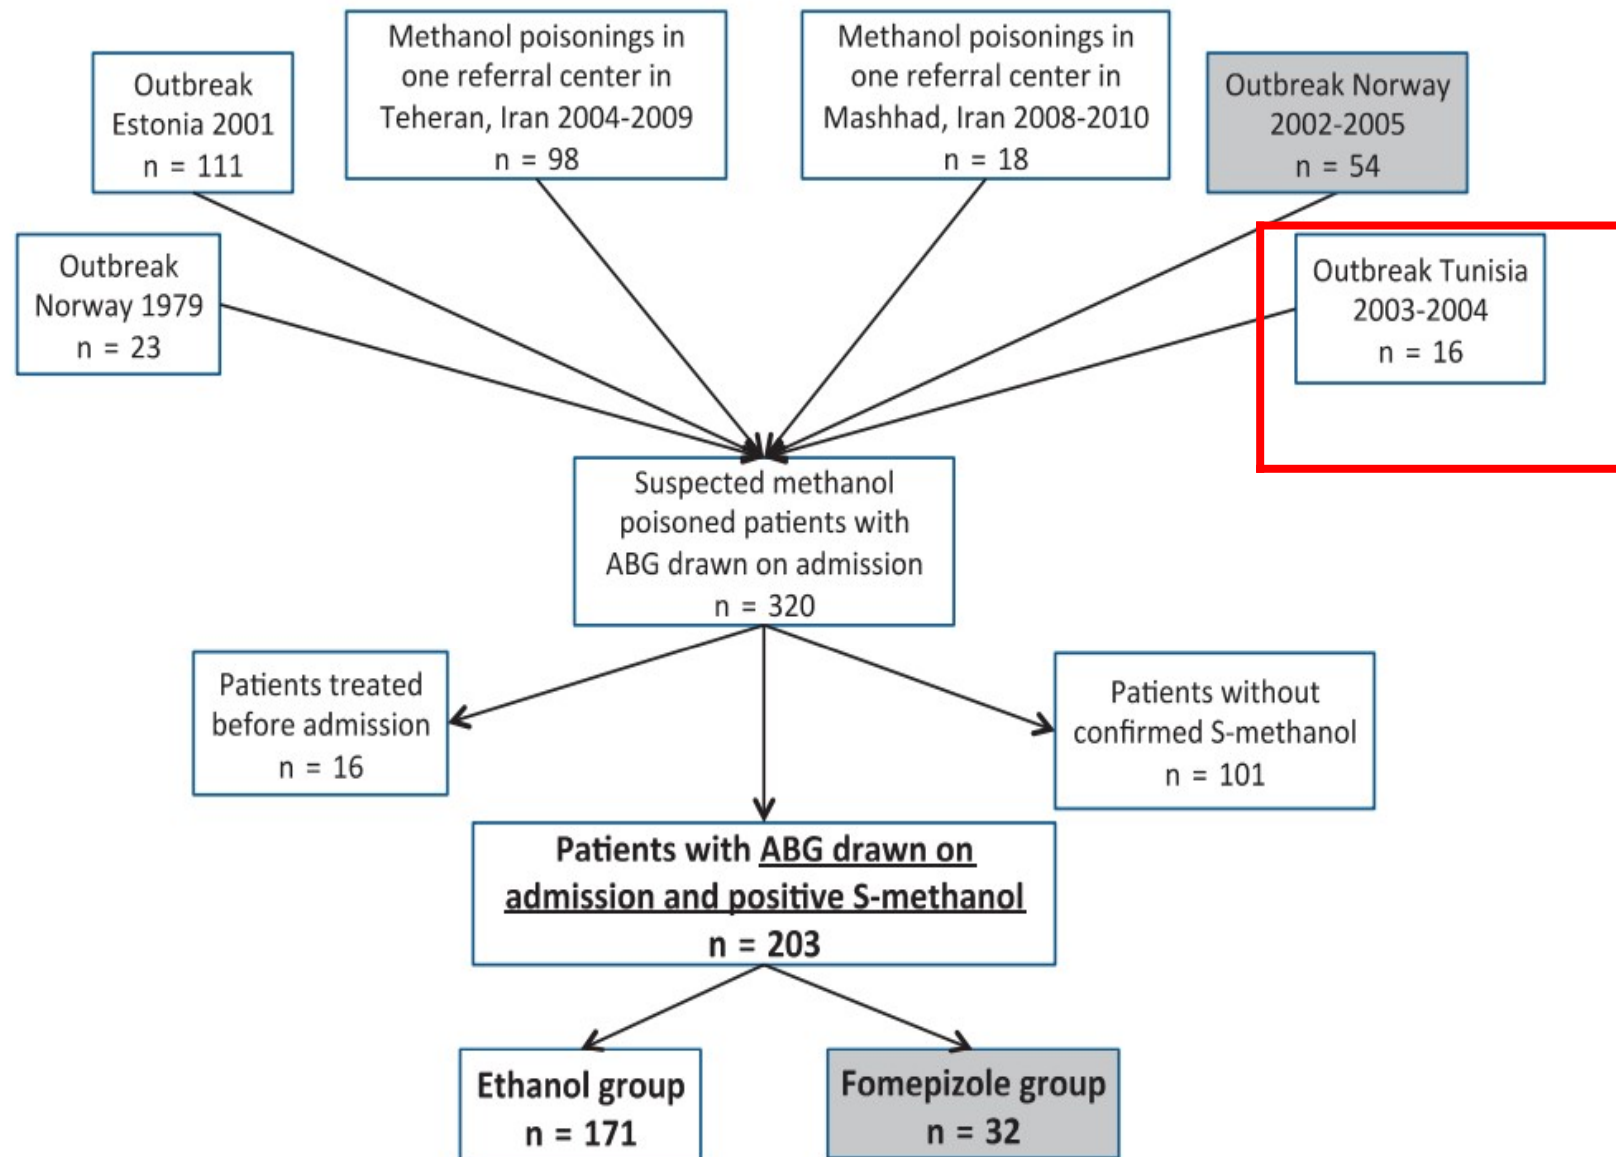 Outbreak
Estonia 2001
n = 111
Methanol poisonings in
one referral center in
Teheran, Iran 2004-2009
n = 98
Methanol poisonings in
one referral center in
Mashhad, Iran 2008-2010
n = 18
Outbreak Norway
2002-2005
n = 54
Outbreak
Norway 1979
n = 23
Outbreak Tunisia
2003-2004
n = 16
Suspected methanol
poisoned patients with
ABG drawn on admission
n = 320
Patients treated
before admission
n = 16
Patients without
confirmed S-methanol
n = 101
Patients with ABG drawn on
admission and positive S-methanol
n = 203
Ethanol group
n = 171
Fomepizole group
n = 32